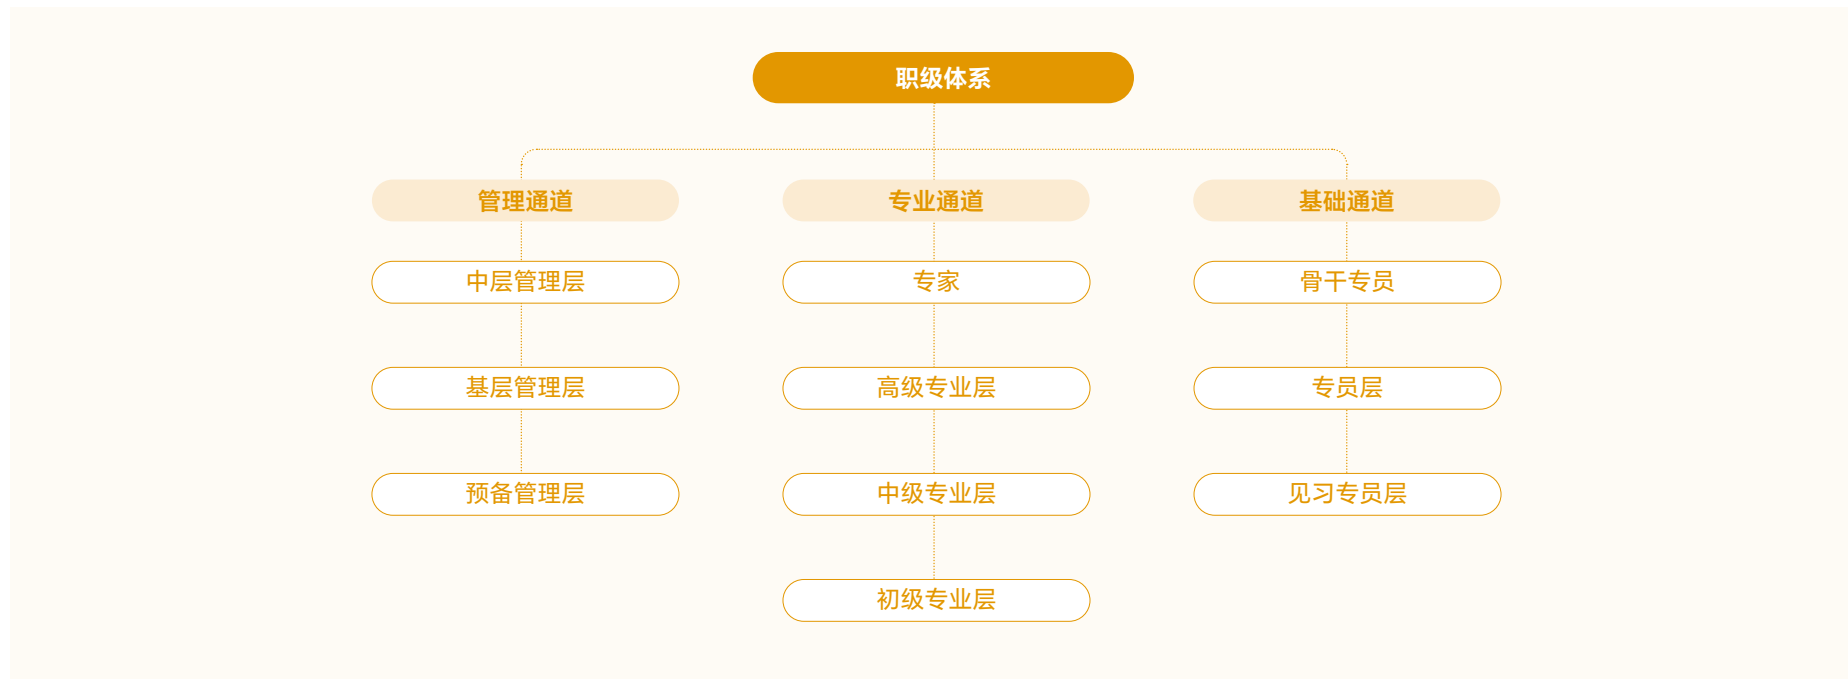 职级体系
管理通道
专业通道
基础通道
中层管理层
专家
骨干专员
基层管理层
高级专业层
专员层
预备管理层
中级专业层
见习专员层
初级专业层